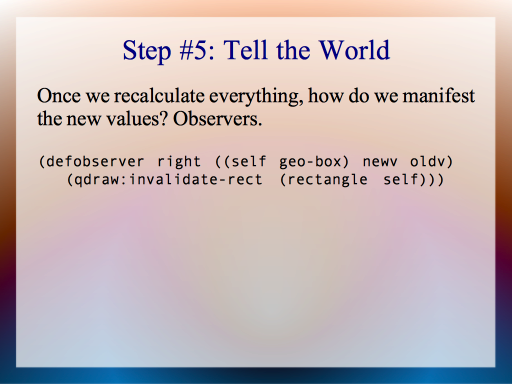 Step #5: Tell the World
Once we recalculate everything, how do we manifest
the new values? Observers.
(defobserver right ((self geo-box) newv oldv)
(qdraw:invalidate-rect (rectangle self)))